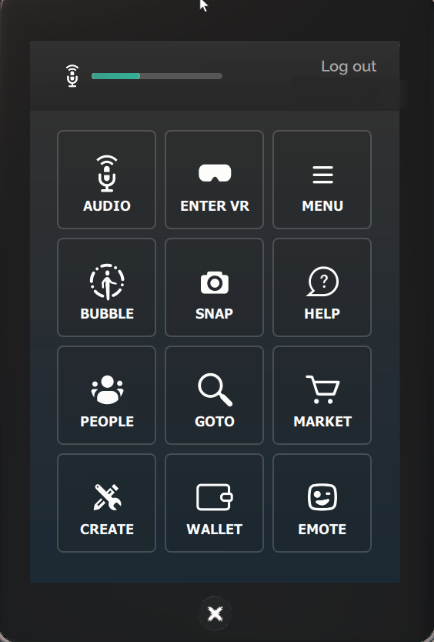 Log out
AUDIO
ENTER VR
MENU
BUBBLE
SNAP
HELP
PEOPLE
GOTO
MARKET
CREATE
WALLET
EMOTE